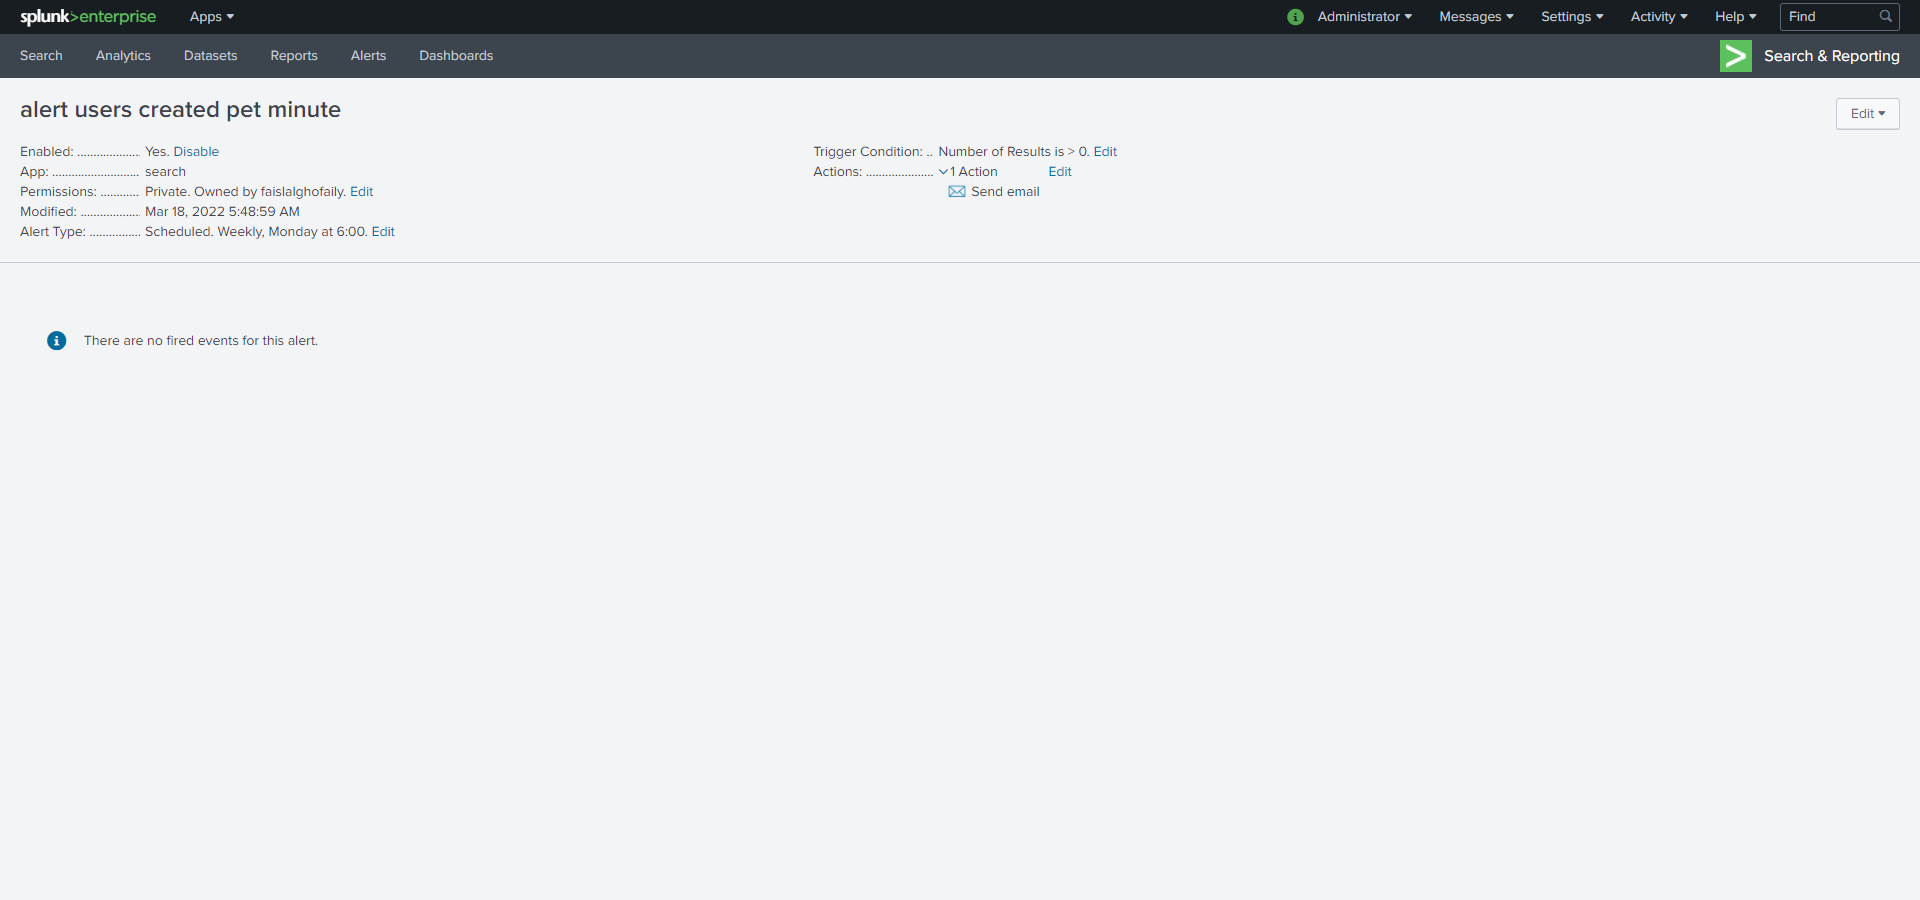 splunk>enterprise Apps Administrator Messages Settings Activity Help Find
Search Analytics Datasets Reports Alerts Dashboards Search & Reporting
alert users created pet minute
Edit
Enabled: ................... Yes. Disable
App: ........................... search
Permissions: ............ Private. Owned by faislalghofaily. Edit
Modified: .................. Mar 18, 2022 5:48:59 AM
Alert Type: ................ Scheduled. Weekly, Monday at 6:00. Edit
Trigger Condition: .. Number of Results is > 0. Edit
Actions: ..................... 1 Action Edit
Send email
There are no fired events for this alert.